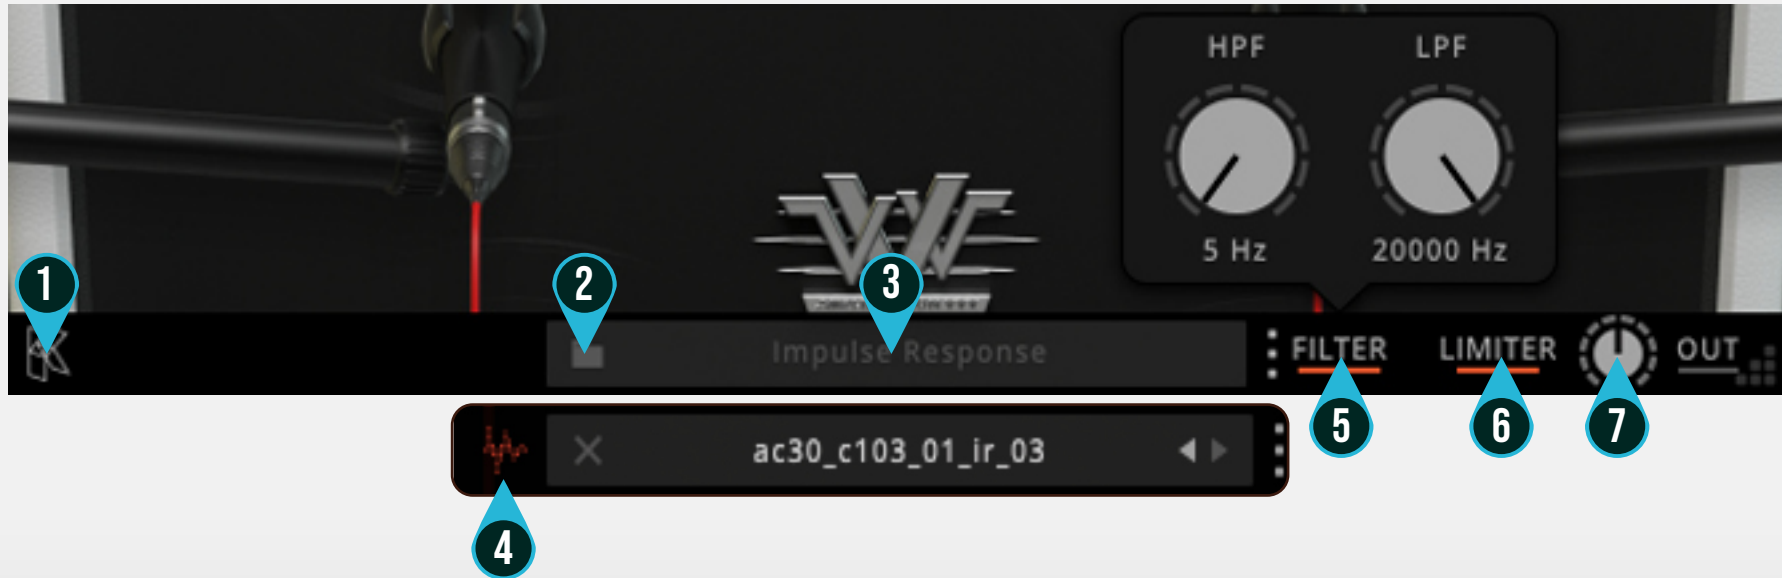 HPF LPF
5 Hz 20000 Hz
1 2 3
Impulse Response FILTER LIMITER OUT
5 6 7
ac30_c103_01_ir_03
4